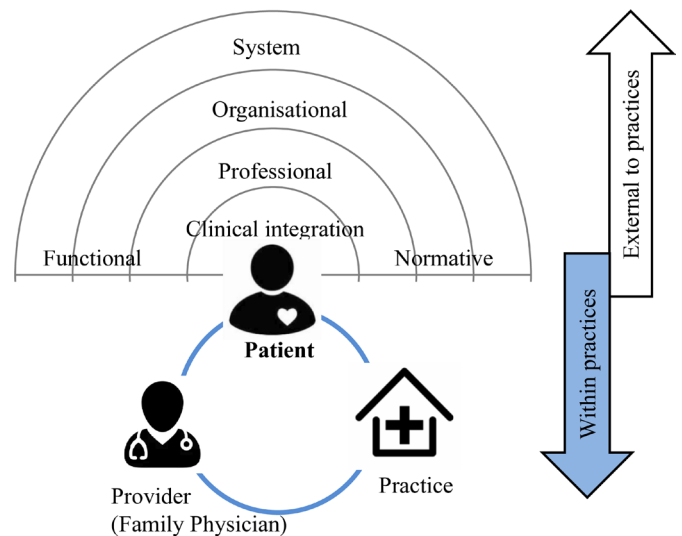 System
Organisational
Professional
Clinical integration
Functional
Normative
Patient
Provider
(Family Physician)
Practice
External to practices
Within practices